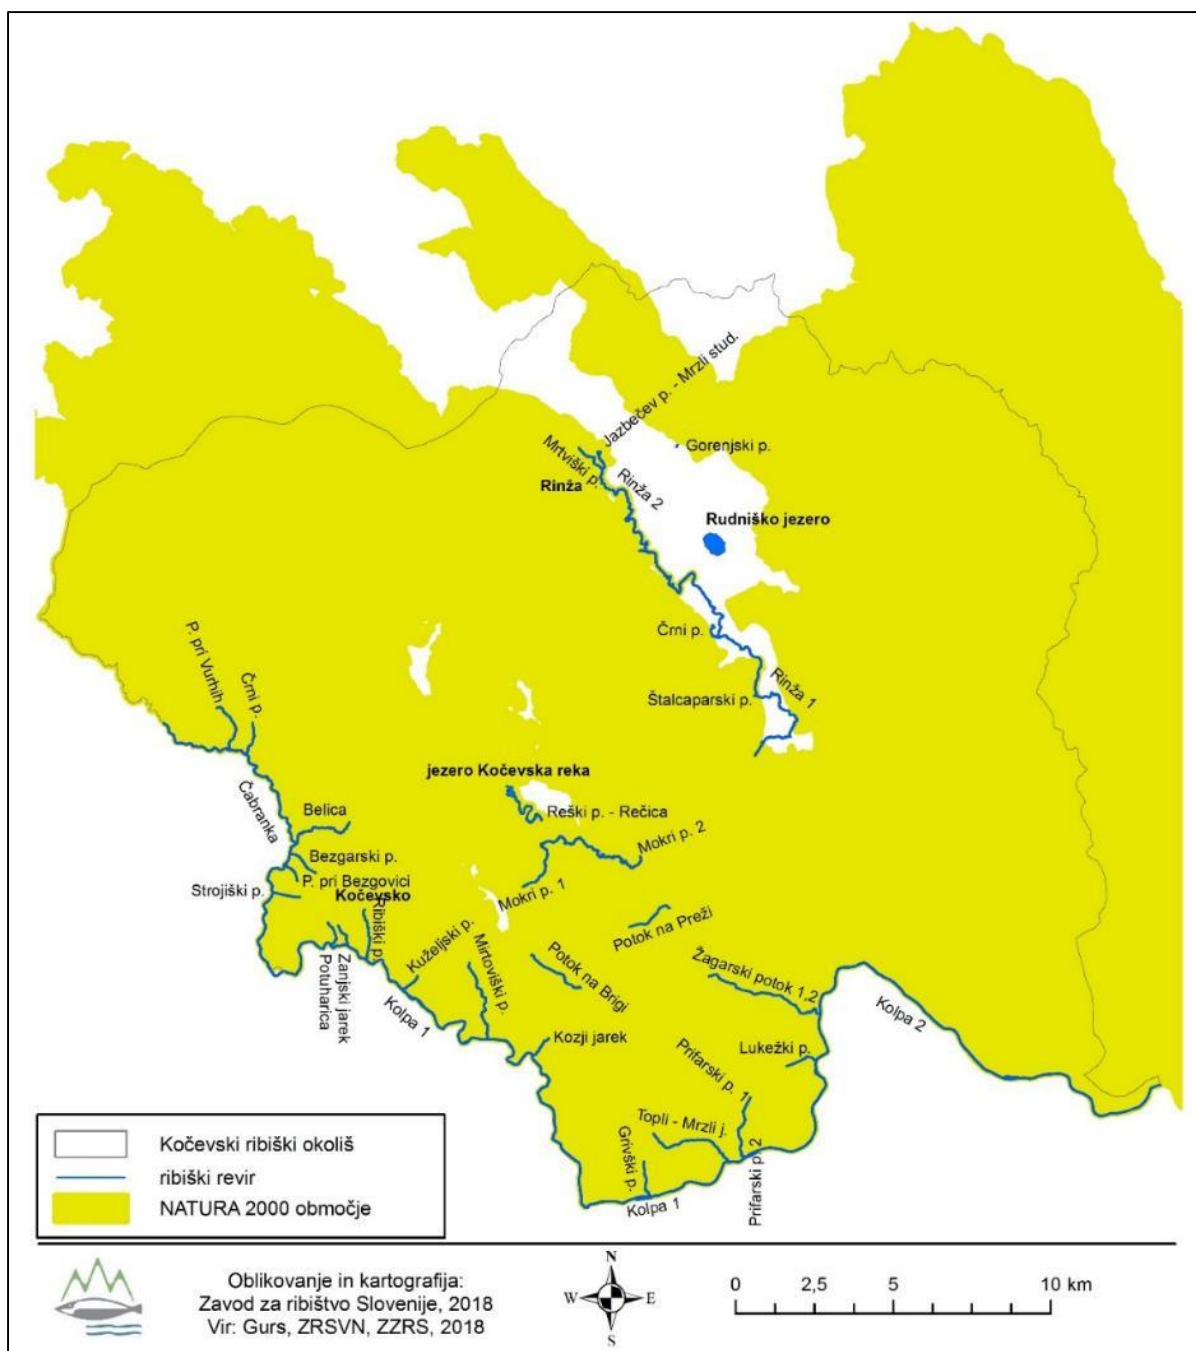 Jazbečev p. - Mrzli stud.
Mrtviški p.
Gorenjski p.
Rinža
Rinža 2
Rudniško jezero
Črni p.
Štalcaparski p.
Rinža 1
P. pri Vurhih
Črni p.
jezero Kočevska reka
Reški p. - Rečica
Čabranka
Belica
Bezgarski p.
P. pri Bezgovici
Strojiški p.
Kočevsko
Ribiški p.
Mokri p. 2
Mokri p. 1
Potok na Preži
Zanjski jarek
Potuharica
Kuželjski p.
Mirtoviški p.
Potok na Brigi
Žagarski potok 1,2
Kolpa 1
Kolpa 2
Kozji jarek
Lukežki p.
Prifarski p. 1
Topli - Mrzli j.
Grivški p.
Prifarski p. 2
Kolpa 1
Kočevski ribiški okoliš
ribiški revir
NATURA 2000 območje
Oblikovanje in kartografija:
Zavod za ribištvo Slovenije, 2018
Vir: Gurs, ZRSVN, ZZRS, 2018
N
W E
S
0 2,5 5 10 km